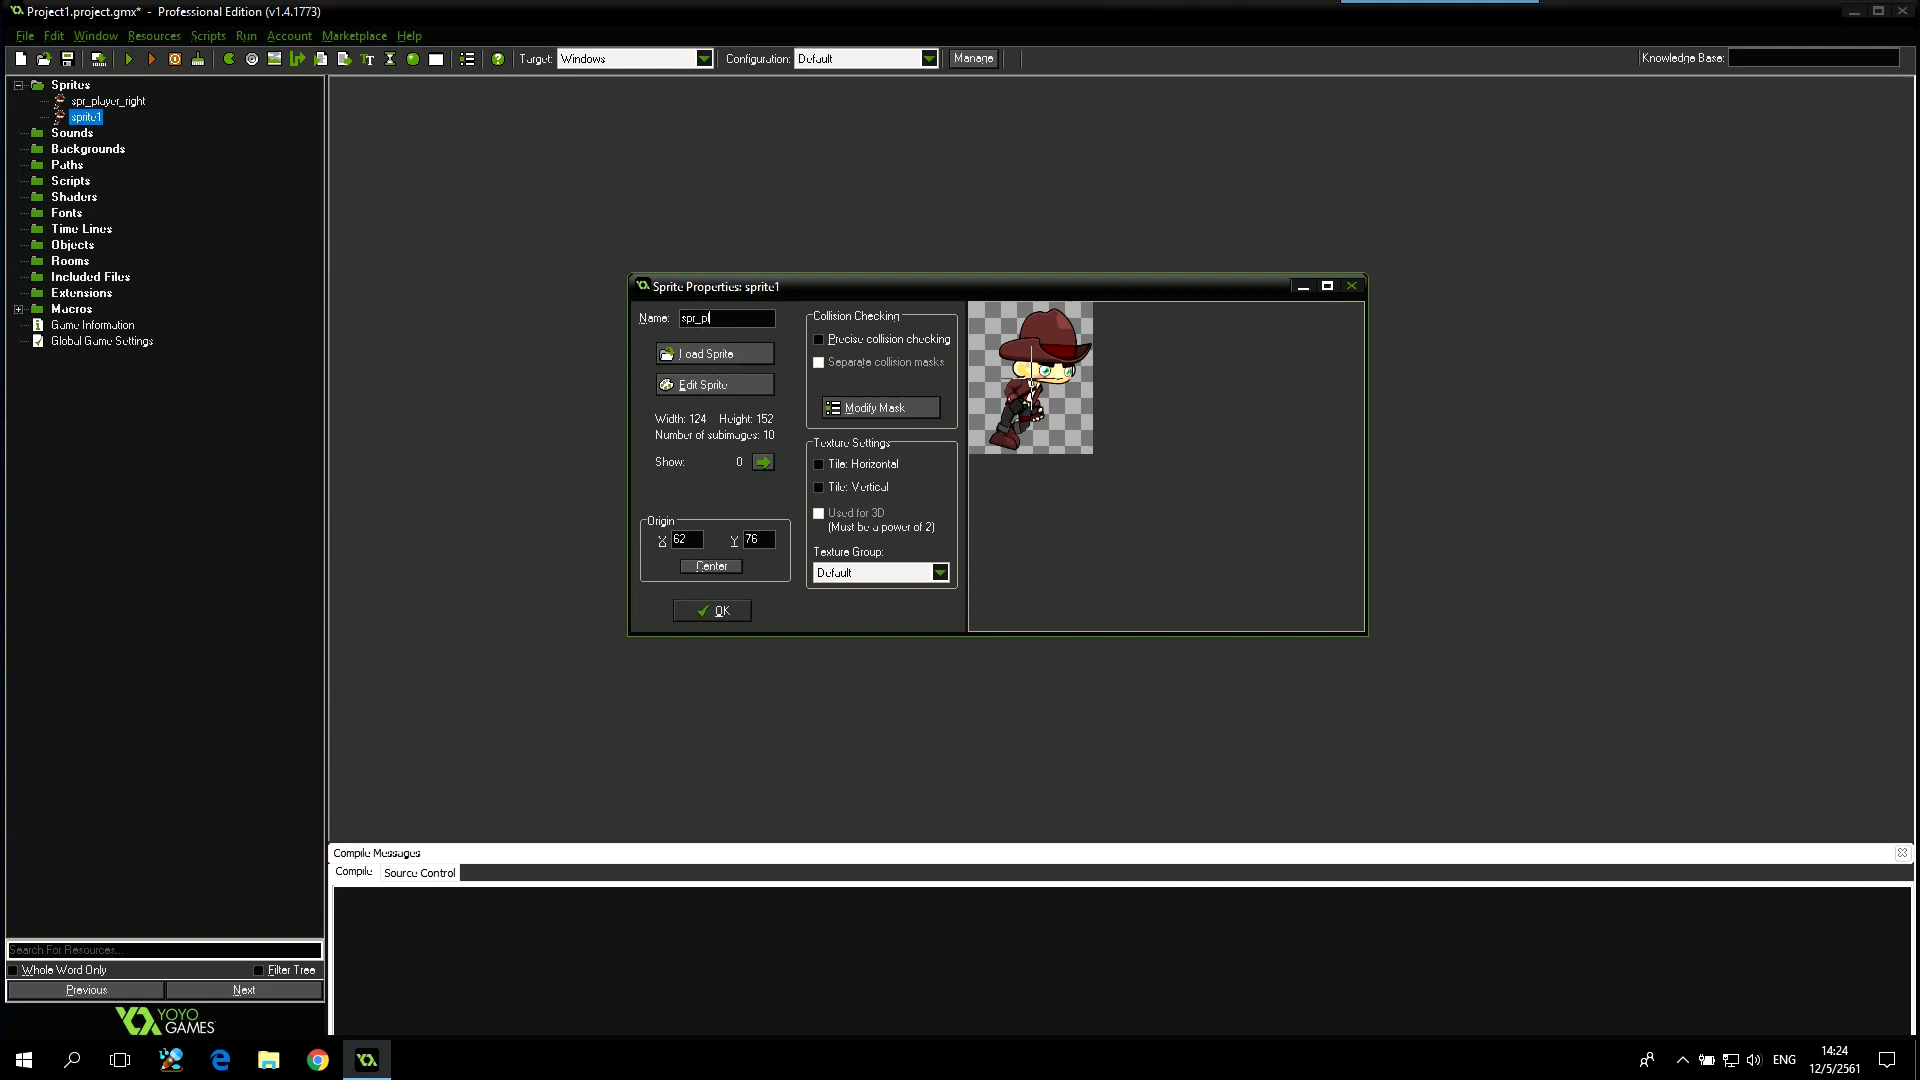 Project1.project.gmx* - Professional Edition (v1.4.1773)
File Edit Window Resources Scripts Run Account Marketplace Help
Target: Windows Configuration: Default Manage Knowledge Base:
Sprites
spr_player_right
sprite1
Sounds
Backgrounds
Paths
Scripts
Shaders
Fonts
Time Lines
Objects
Rooms
Included Files
Extensions
Macros
Game Information
Global Game Settings
Sprite Properties: sprite1
Name: spr_pl
Load Sprite
Edit Sprite
Width: 124 Height: 152
Number of subimages: 10
Show: 0
Origin
X 62 Y 76
Center
OK
Collision Checking
Precise collision checking
Separate collision masks
Modify Mask
Texture Settings
Tile: Horizontal
Tile: Vertical
Used for 3D
(Must be a power of 2)
Texture Group:
Default
Compile Messages
Compile Source Control
Search For Resources...
Whole Word Only Filter Tree
Previous Next
YOYO
GAMES
ENG
14:24
12/5/2561